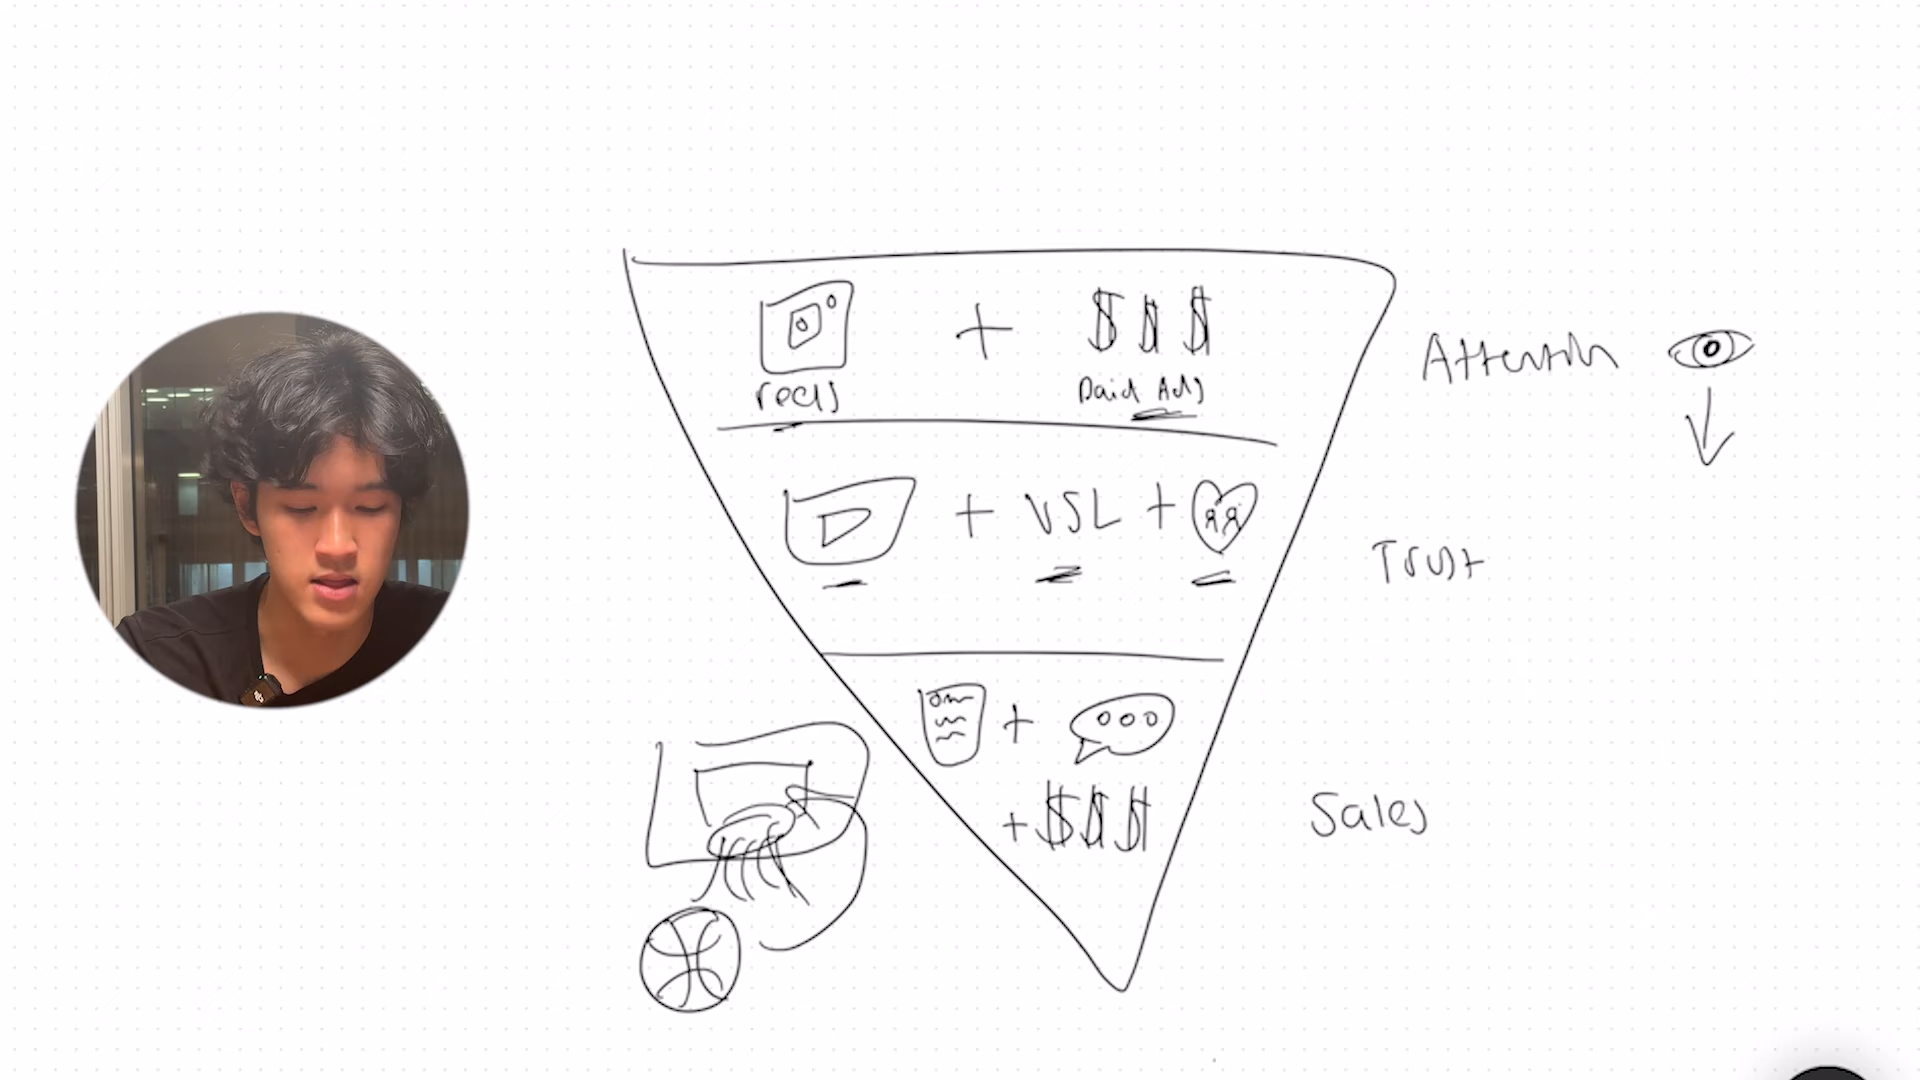 + $ $ $
reels
Paid Ads
Attention
+ VSL +
Trust
+
+ $ $ $
Sales